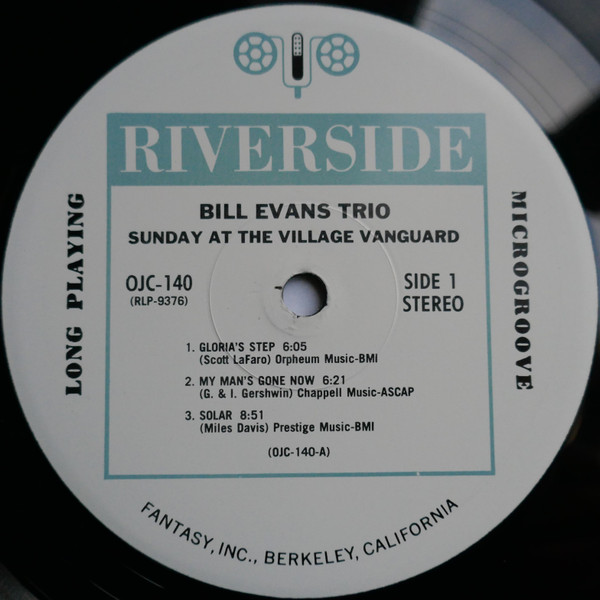 RIVERSIDE
BILL EVANS TRIO
SUNDAY AT THE VILLAGE VANGUARD
OJC-140
(RLP-9376)
SIDE 1
STEREO
LONG PLAYING
MICROGROOVE
1. GLORIA'S STEP 6:05
(Scott LaFaro) Orpheum Music-BMI
2. MY MAN'S GONE NOW 6:21
(G. & I. Gershwin) Chappell Music-ASCAP
3. SOLAR 8:51
(Miles Davis) Prestige Music-BMI
(OJC-140-A)
FANTASY, INC., BERKELEY, CALIFORNIA